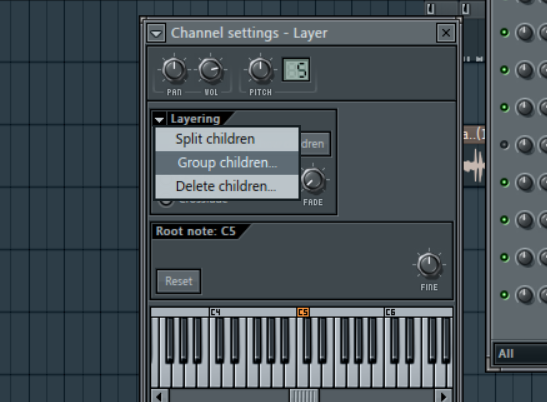 Channel settings - Layer
PAN
VOL
PITCH
5
Layering
Split children
Group children...
Delete children...
dren
FADE
Root note: C5
Reset
FINE
C4
C5
C6
All